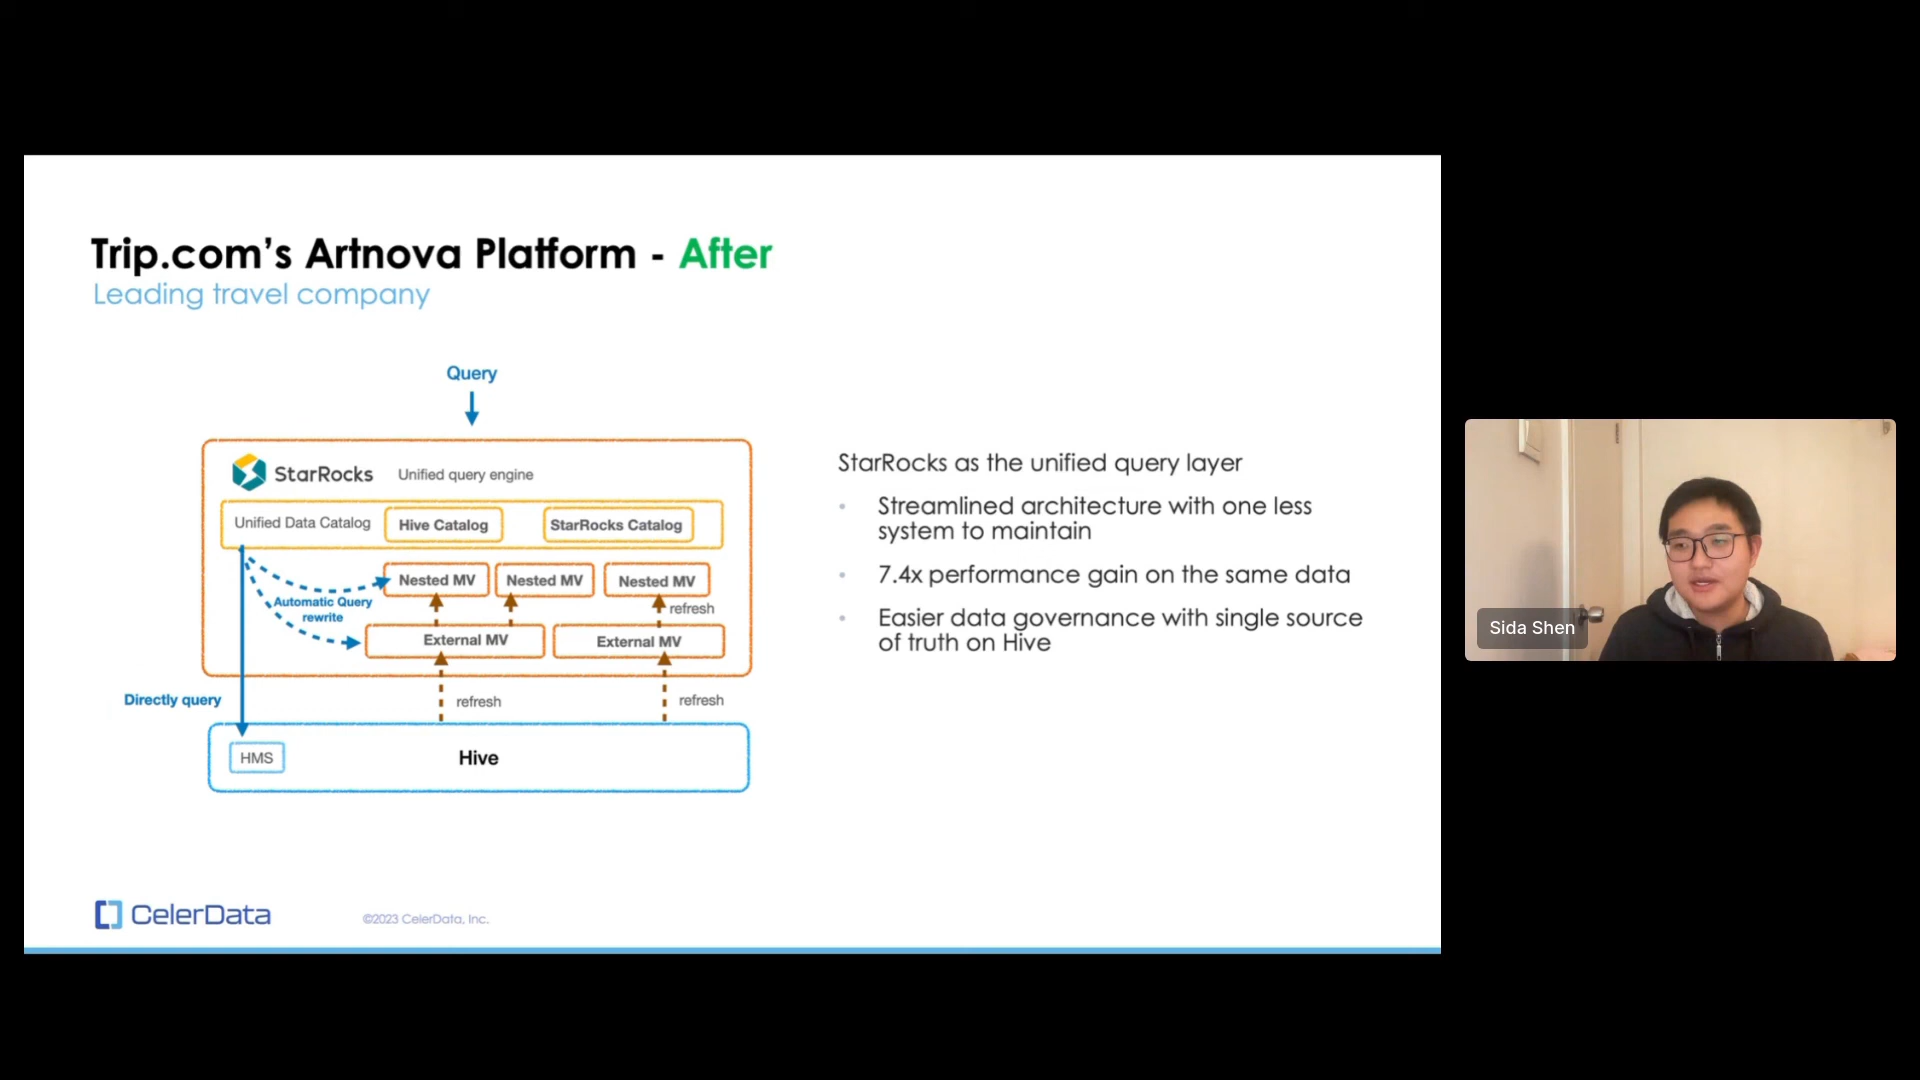 Trip.com’s Artnova Platform - After
Leading travel company
Query
StarRocks
Unified query engine
Unified Data Catalog
Hive Catalog
StarRocks Catalog
Nested MV
Nested MV
Nested MV
Automatic Query
rewrite
refresh
External MV
External MV
Directly query
refresh
refresh
HMS
Hive
StarRocks as the unified query layer
• Streamlined architecture with one less
system to maintain
• 7.4x performance gain on the same data
• Easier data governance with single source
of truth on Hive
CelerData
©2023 CelerData, Inc.
Sida Shen